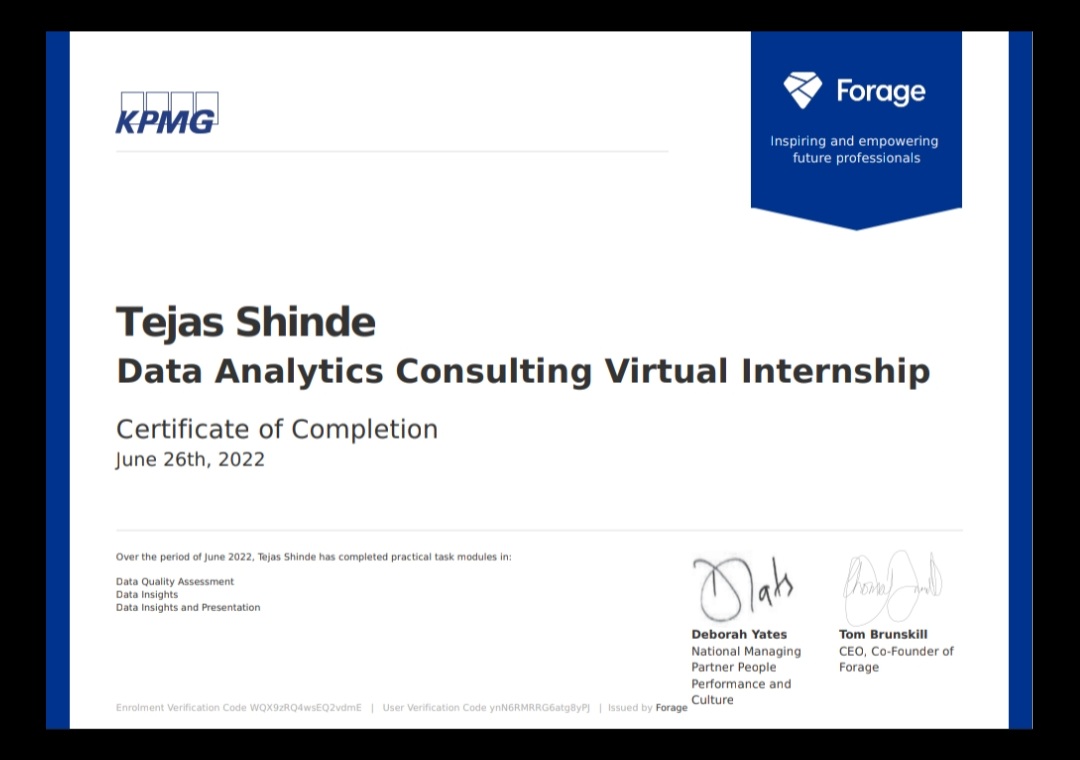 KPMG
Forage
Inspiring and empowering
future professionals
Tejas Shinde
Data Analytics Consulting Virtual Internship
Certificate of Completion
June 26th, 2022
Over the period of June 2022, Tejas Shinde has completed practical task modules in:
Data Quality Assessment
Data Insights
Data Insights and Presentation
Deborah Yates
National Managing
Partner People
Performance and
Culture
Tom Brunskill
CEO, Co-Founder of
Forage
Enrolment Verification Code WQX9zRQ4wsEQ2vdmE | User Verification Code ynN6RMRRG6atg8yPJ | Issued by Forage